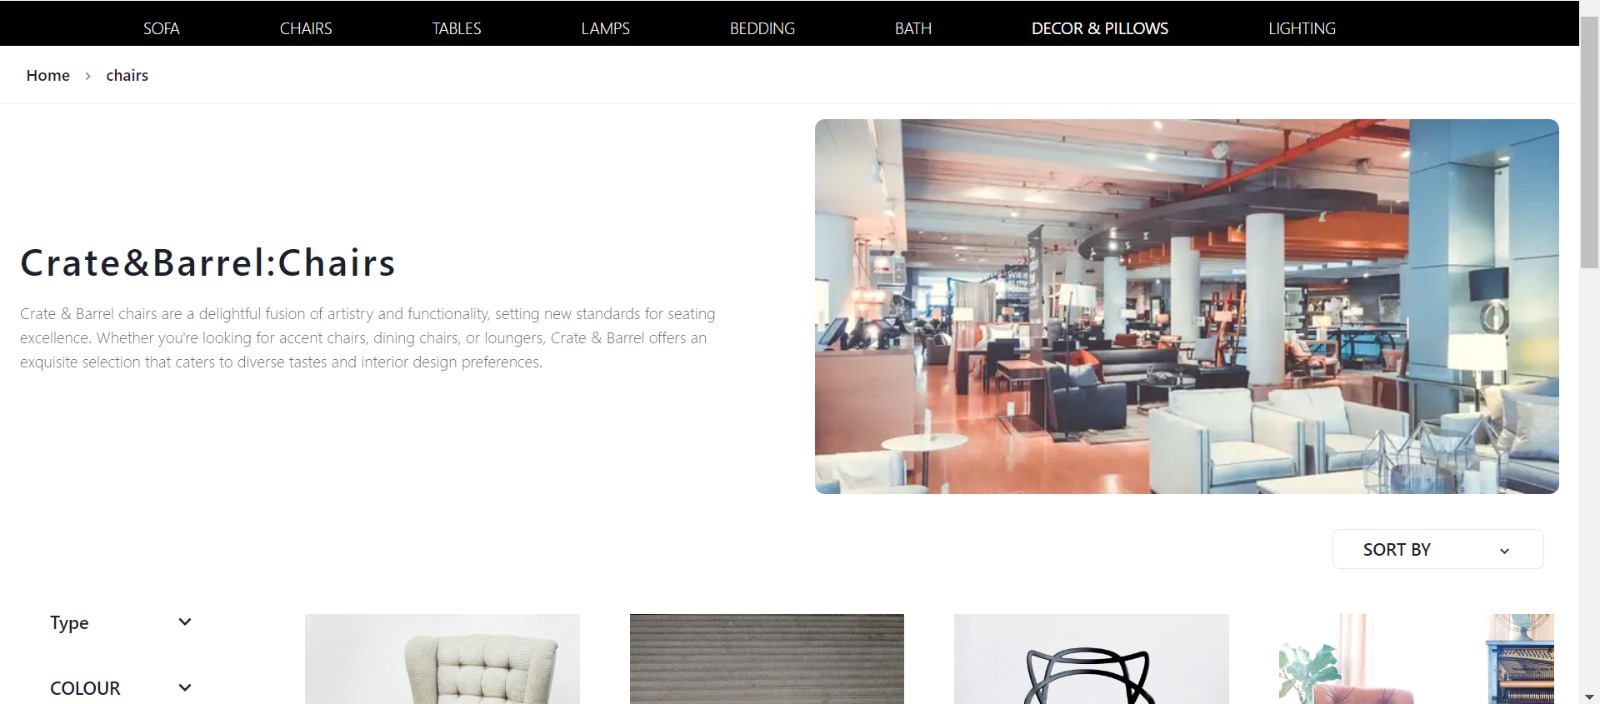 SOFA CHAIRS TABLES LAMPS BEDDING BATH DECOR & PILLOWS LIGHTING
Home › chairs
Crate&Barrel:Chairs
Crate & Barrel chairs are a delightful fusion of artistry and functionality, setting new standards for seating
excellence. Whether you're looking for accent chairs, dining chairs, or loungers, Crate & Barrel offers an
exquisite selection that caters to diverse tastes and interior design preferences.
SORT BY
Type
COLOUR